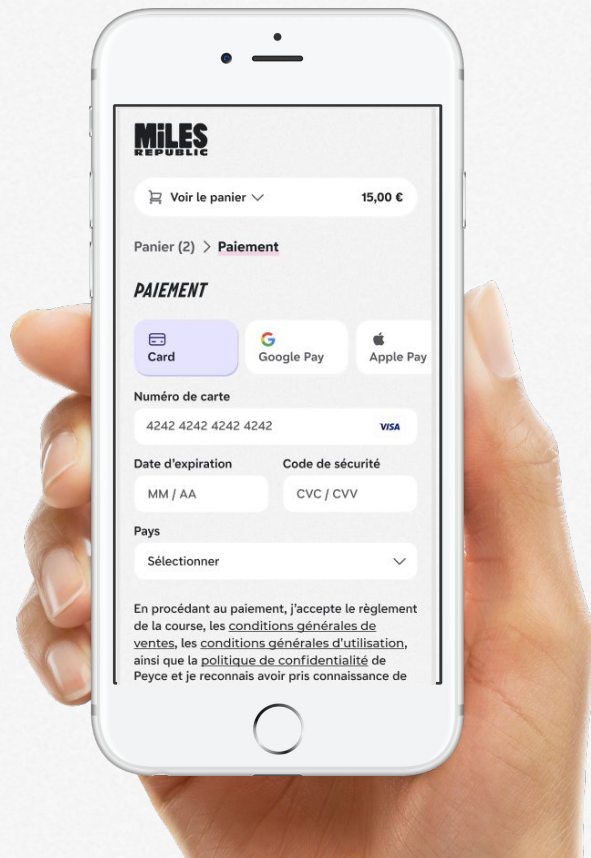 MiLES
REPUBLIC
Voir le panier 15,00 €
Panier (2) > Paiement
PAIEMENT
Card Google Pay Apple Pay
Numéro de carte
4242 4242 4242 4242 VISA
Date d'expiration Code de sécurité
MM / AA CVC / CVV
Pays
Sélectionner
En procédant au paiement, j'accepte le règlement
de la course, les conditions générales de
ventes, les conditions générales d'utilisation,
ainsi que la politique de confidentialité de
Peyce et je reconnais avoir pris connaissance de